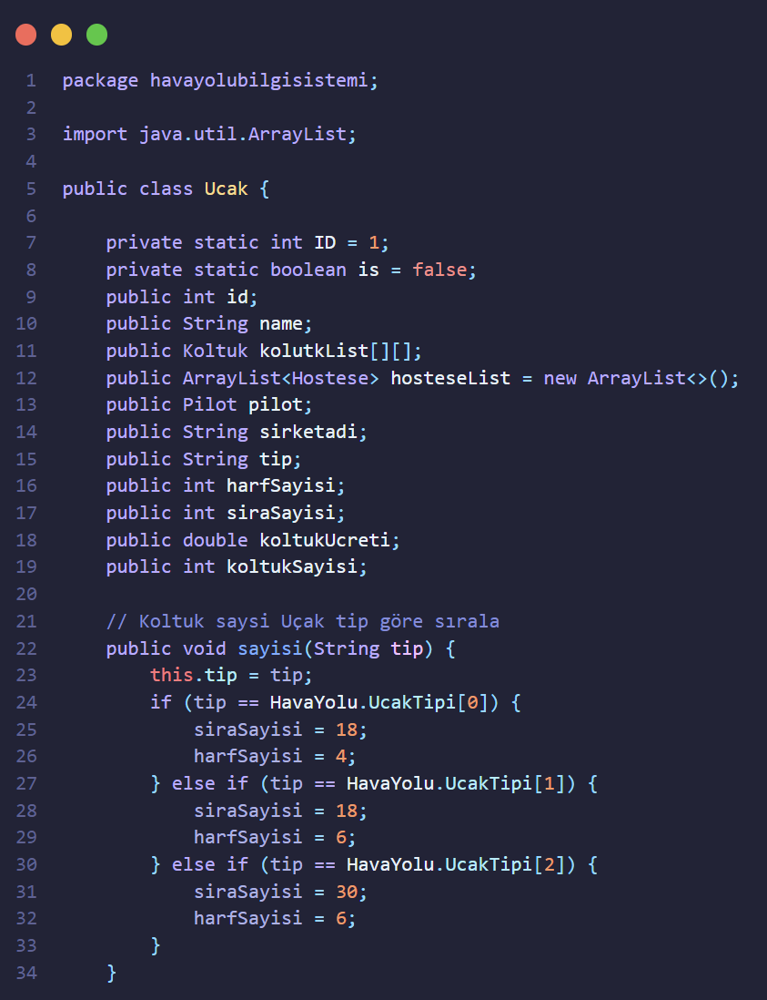 1 package havayolubilgisistemi;
2
3 import java.util.ArrayList;
4
5 public class Ucak {
6
7     private static int ID = 1;
8     private static boolean is = false;
9     public int id;
10     public String name;
11     public Koltuk kolutkList[][];
12     public ArrayList<Hostese> hosteseList = new ArrayList<>();
13     public Pilot pilot;
14     public String sirketadi;
15     public String tip;
16     public int harfSayisi;
17     public int siraSayisi;
18     public double koltukUcreti;
19     public int koltukSayisi;
20
21     // Koltuk saysi Uçak tip göre sırala
22     public void sayisi(String tip) {
23         this.tip = tip;
24         if (tip == HavaYolu.UcakTipi[0]) {
25             siraSayisi = 18;
26             harfSayisi = 4;
27         } else if (tip == HavaYolu.UcakTipi[1]) {
28             siraSayisi = 18;
29             harfSayisi = 6;
30         } else if (tip == HavaYolu.UcakTipi[2]) {
31             siraSayisi = 30;
32             harfSayisi = 6;
33         }
34     }